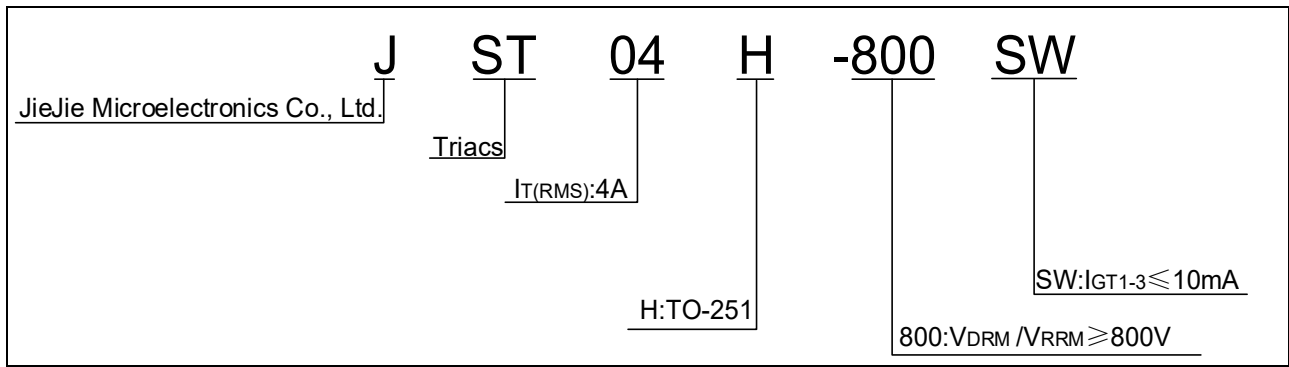 J ST 04 H -800 SW
JieJie Microelectronics Co., Ltd.
Triacs
IT(RMS):4A
SW:IGT1-3≤10mA
H:TO-251
800:VDRM /VRRM≥800V